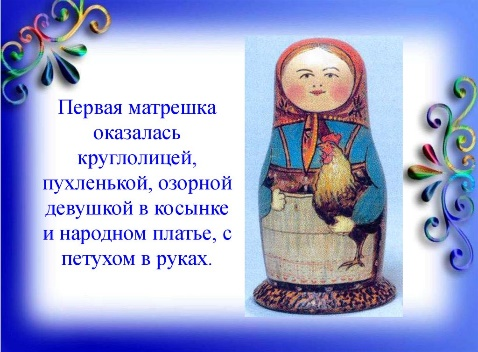 Первая матрешка
оказалась
круглолицей,
пухленькой, озорной
девушкой в косынке
и народном платье, с
петухом в руках.